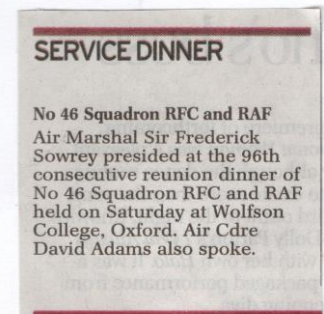 SERVICE DINNER
No 46 Squadron RFC and RAF
Air Marshal Sir Frederick
Sowrey presided at the 96th
consecutive reunion dinner of
No 46 Squadron RFC and RAF
held on Saturday at Wolfson
College, Oxford. Air Cdre
David Adams also spoke.